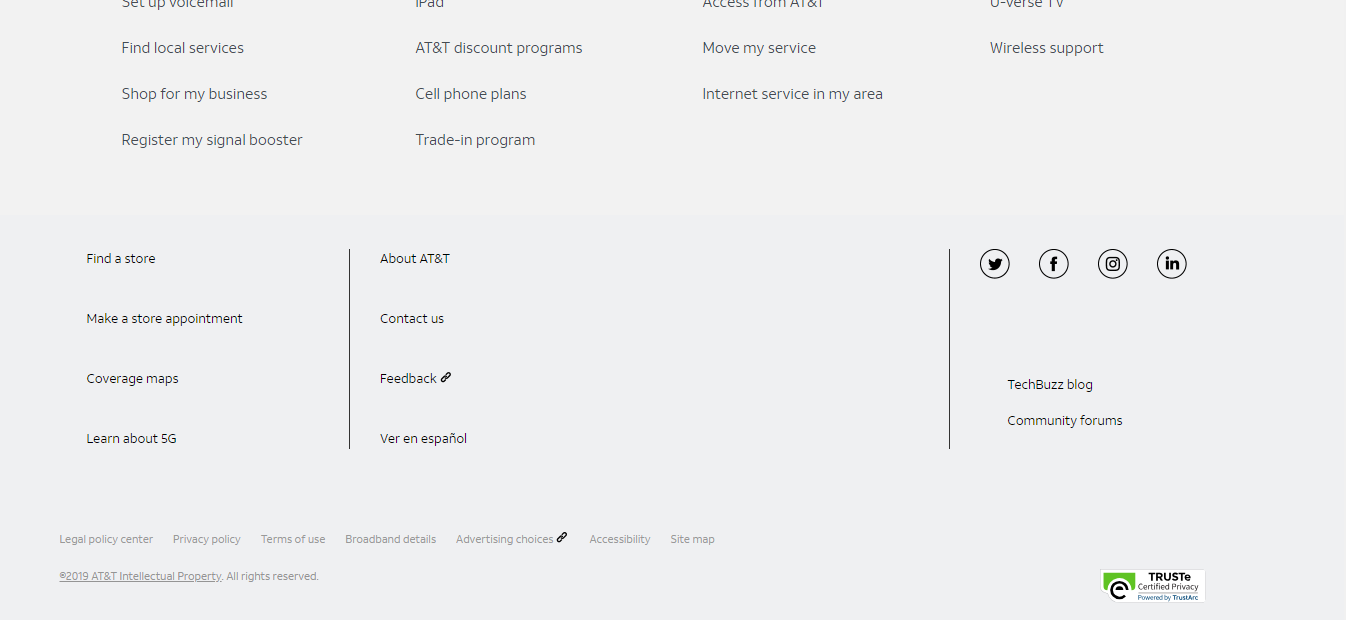 Set up voicemail
iPad
Access from AT&T
U-verse TV
Find local services
AT&T discount programs
Move my service
Wireless support
Shop for my business
Cell phone plans
Internet service in my area
Register my signal booster
Trade-in program
Find a store
Make a store appointment
Coverage maps
Learn about 5G
About AT&T
Contact us
Feedback
Ver en español
TechBuzz blog
Community forums
Legal policy center Privacy policy Terms of use Broadband details Advertising choices Accessibility Site map
©2019 AT&T Intellectual Property. All rights reserved.
TRUSTe
Certified Privacy
Powered by TrustArc